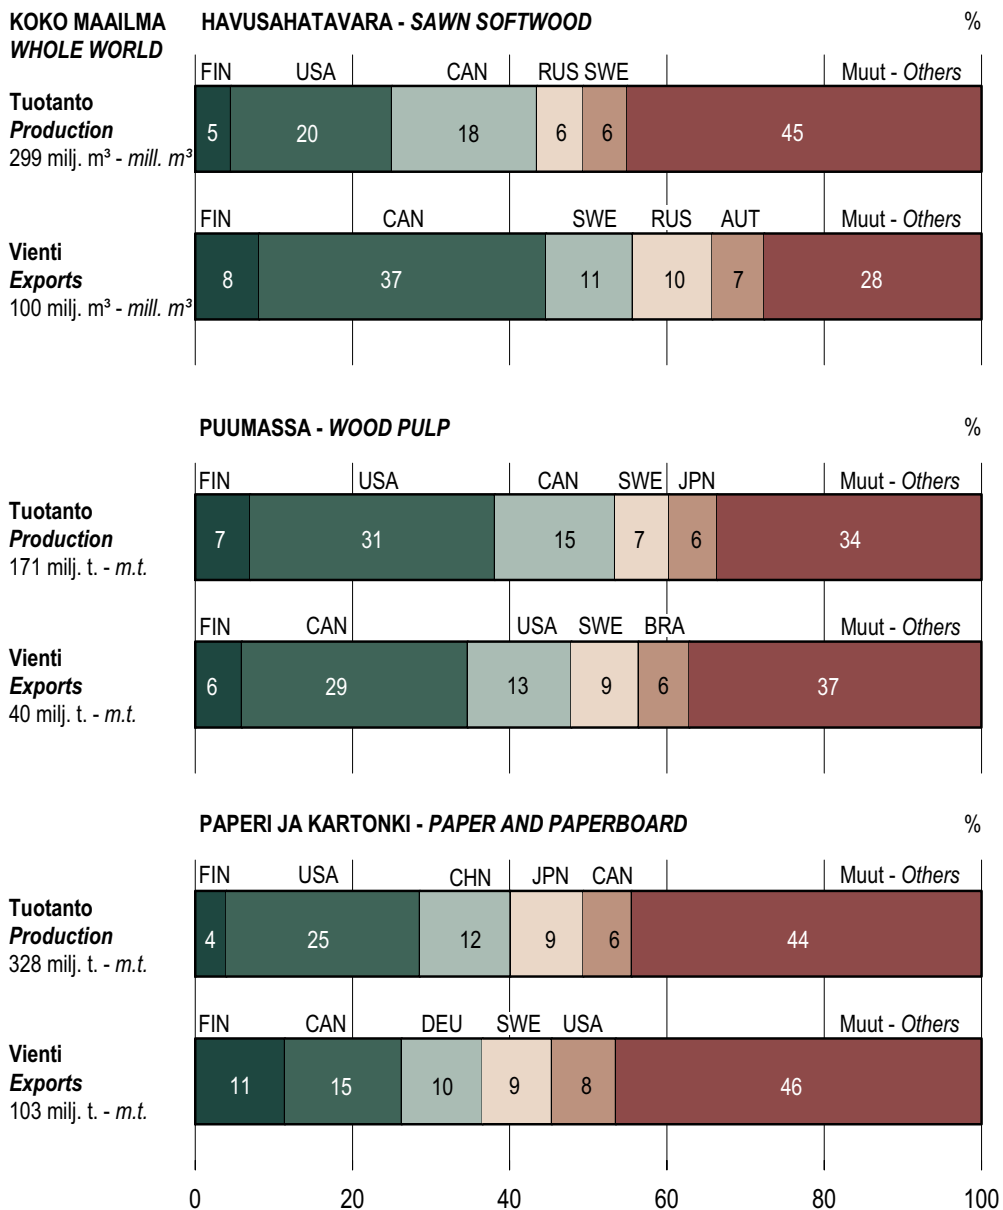 KOKO MAAILMA
WHOLE WORLD
HAVUSAHATAVARA - SAWN SOFTWOOD %
FIN USA CAN RUS SWE Muut - Others
Tuotanto
Production
299 milj. m³ - mill. m³
5 20 18 6 6 45
FIN CAN SWE RUS AUT Muut - Others
Vienti
Exports
100 milj. m³ - mill. m³
8 37 11 10 7 28
PUUMASSA - WOOD PULP %
FIN USA CAN SWE JPN Muut - Others
Tuotanto
Production
171 milj. t. - m.t.
7 31 15 7 6 34
FIN CAN USA SWE BRA Muut - Others
Vienti
Exports
40 milj. t. - m.t.
6 29 13 9 6 37
PAPERI JA KARTONKI - PAPER AND PAPERBOARD %
FIN USA CHN JPN CAN Muut - Others
Tuotanto
Production
328 milj. t. - m.t.
4 25 12 9 6 44
FIN CAN DEU SWE USA Muut - Others
Vienti
Exports
103 milj. t. - m.t.
11 15 10 9 8 46
0 20 40 60 80 100